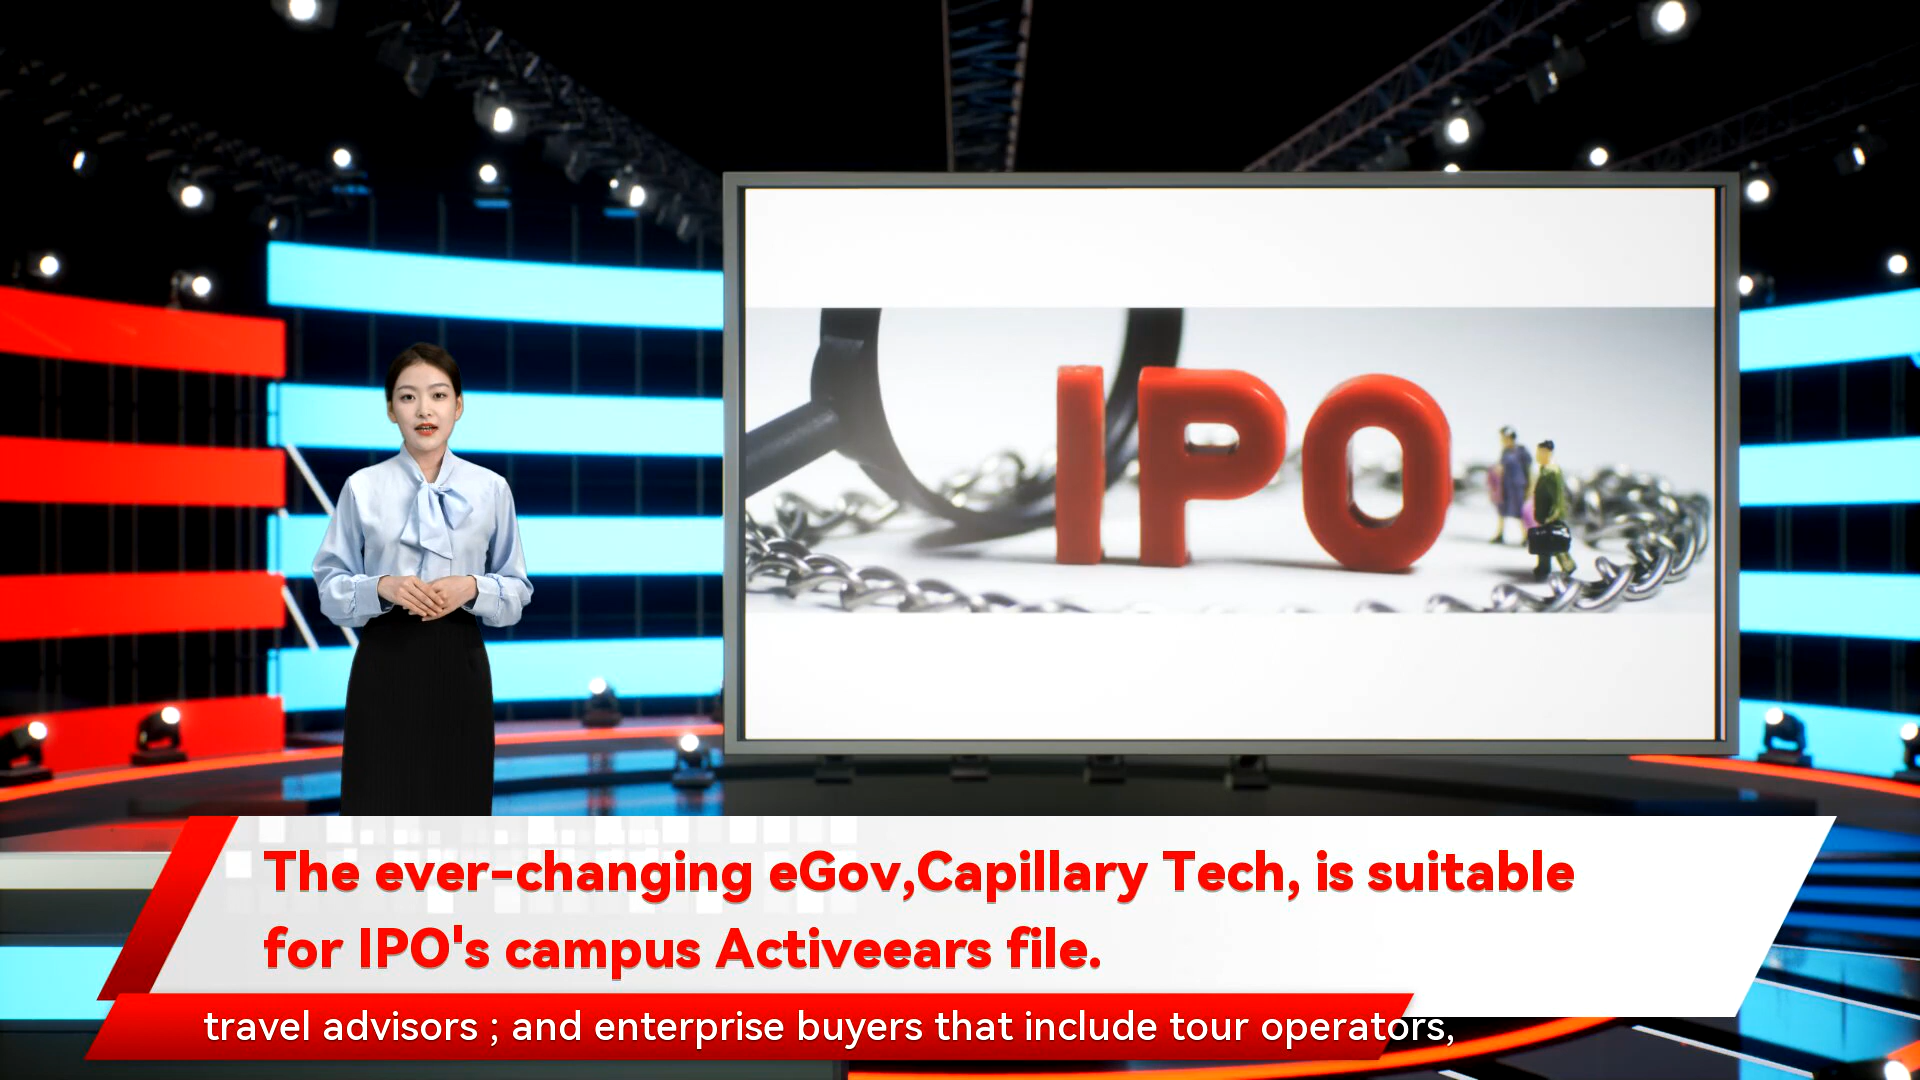 IPO
The ever-changing eGov,Capillary Tech, is suitable
for IPO's campus Activeears file.
travel advisors ; and enterprise buyers that include tour operators,